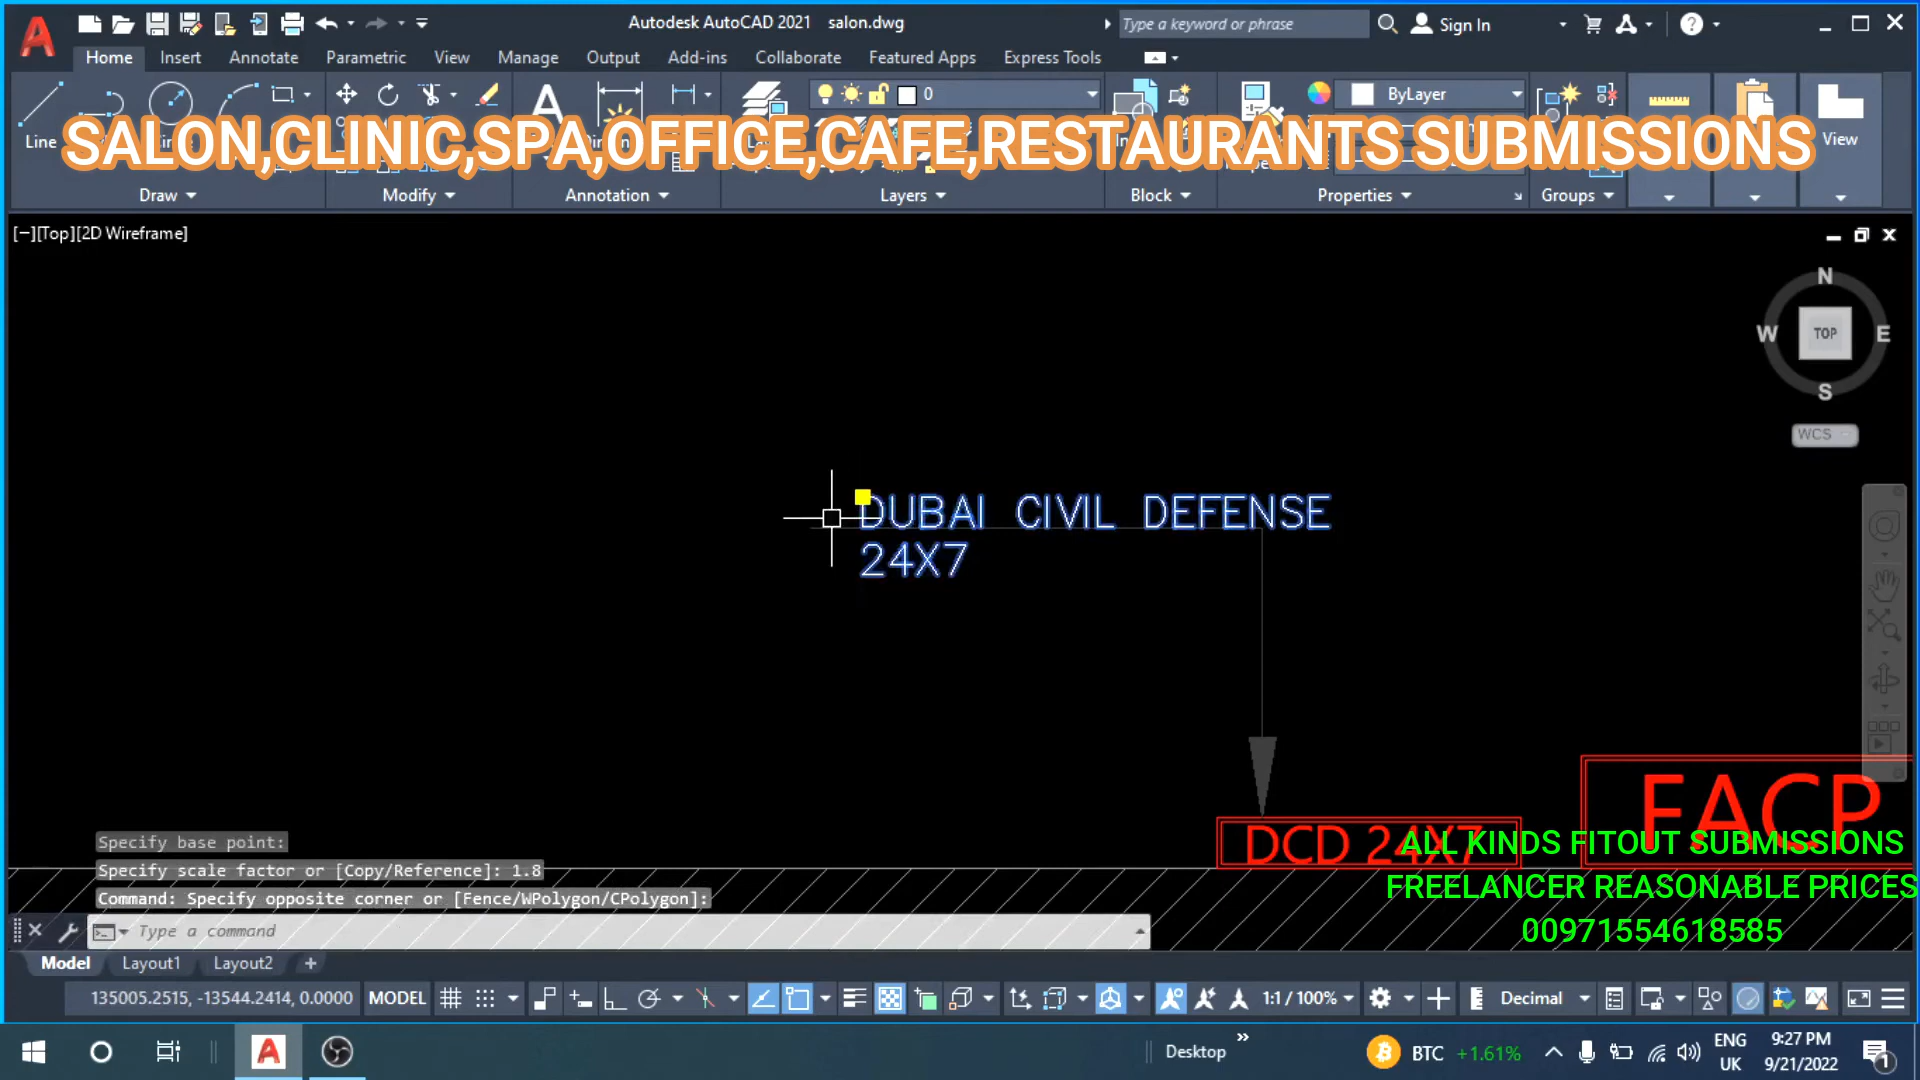 Autodesk AutoCAD 2021 salon.dwg
Type a keyword or phrase
Sign In
Home Insert Annotate Parametric View Manage Output Add-ins Collaborate Featured Apps Express Tools
0
ByLayer
Line
View
SALON,CLINIC,SPA,OFFICE,CAFE,RESTAURANTS SUBMISSIONS
Draw Modify Annotation Layers Block Properties Groups
[−][Top][2D Wireframe]
N
W TOP E
S
WCS
DUBAI CIVIL DEFENSE
24X7
FACP
DCD 24X7
ALL KINDS FITOUT SUBMISSIONS
FREELANCER REASONABLE PRICES
00971554618585
Specify base point:
Specify scale factor or [Copy/Reference]: 1.8
Command: Specify opposite corner or [Fence/WPolygon/CPolygon]:
Type a command
Model Layout1 Layout2 +
135005.2515, -13544.2414, 0.0000 MODEL 1:1 / 100% Decimal
Desktop
BTC +1.61%
ENG
UK
9:27 PM
9/21/2022
1